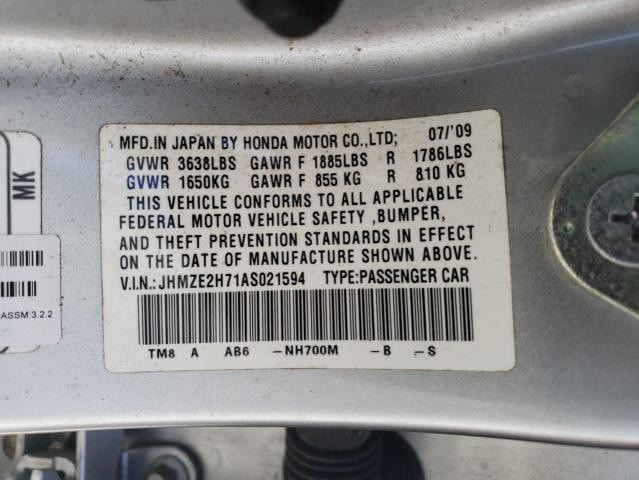 MFD.IN JAPAN BY HONDA MOTOR CO.,LTD; 07/'09
GVWR 3638LBS GAWR F 1885LBS R 1786LBS
GVWR 1650KG GAWR F 855 KG R 810 KG
THIS VEHICLE CONFORMS TO ALL APPLICABLE
FEDERAL MOTOR VEHICLE SAFETY ,BUMPER,
AND THEFT PREVENTION STANDARDS IN EFFECT
ON THE DATE OF MANUFACTURE SHOWN ABOVE.
V.I.N.:JHMZE2H71AS021594 TYPE:PASSENGER CAR
TM8 A AB6 -NH700M -B -S
MK
ASSM:3.2.2